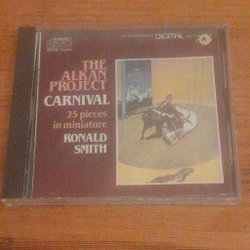 DIGITAL
THE
ALKAN
PROJECT
CARNIVAL
25 pieces
in miniature
RONALD
SMITH